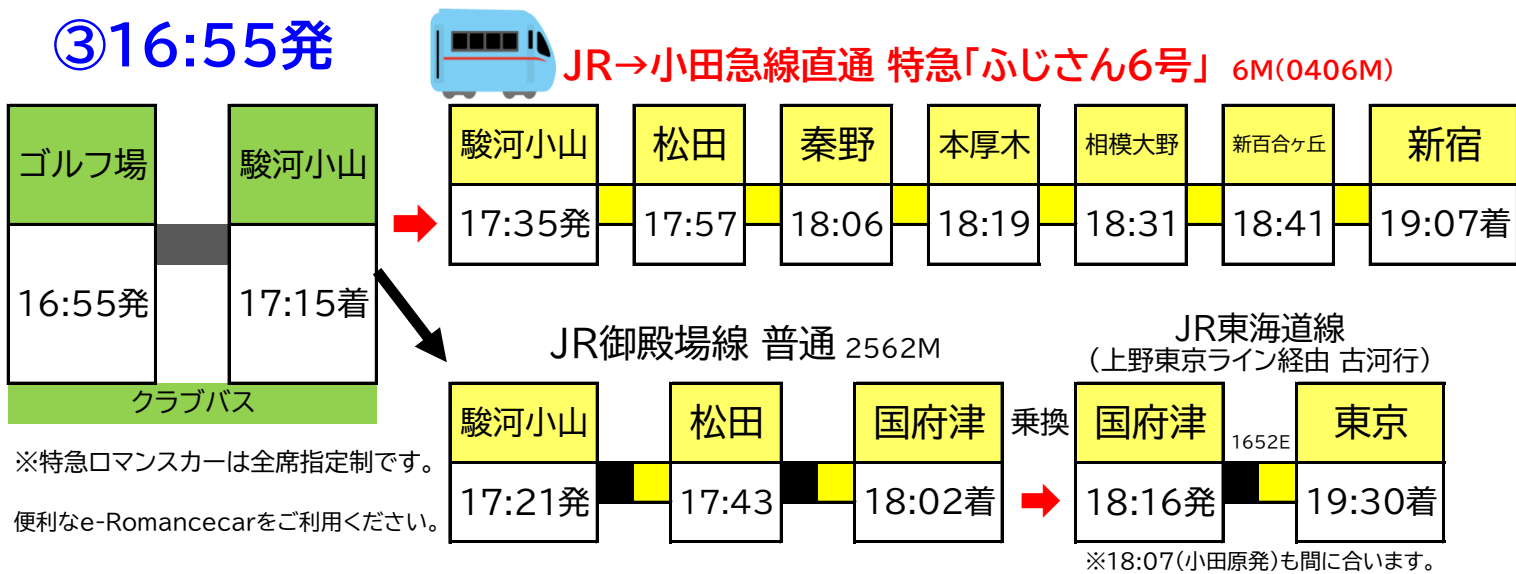 ③16:55発
JR→小田急線直通 特急「ふじさん6号」 6M(0406M)
ゴルフ場 駿河小山
16:55発 17:15着
クラブバス
駿河小山 松田 秦野 本厚木 相模大野 新百合ヶ丘 新宿
17:35発 17:57 18:06 18:19 18:31 18:41 19:07着
JR御殿場線 普通 2562M
JR東海道線
(上野東京ライン経由 古河行)
駿河小山 松田 国府津 乗換 国府津 1652E 東京
17:21発 17:43 18:02着 18:16発 19:30着
※18:07(小田原発)も間に合います。
※特急ロマンスカーは全席指定制です。
便利なe-Romancecarをご利用ください。